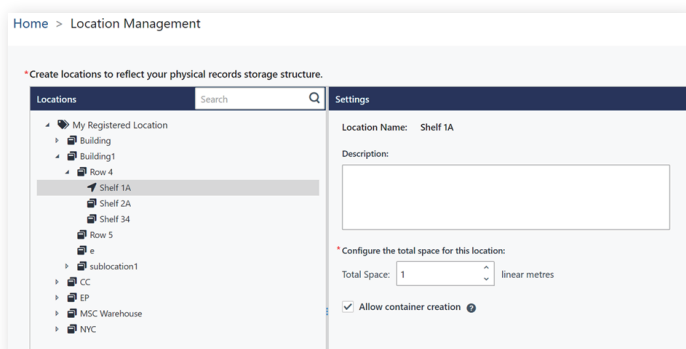 Home > Location Management
*Create locations to reflect your physical records storage structure.
Locations
Search
Settings
My Registered Location
Building
Building1
Row 4
Shelf 1A
Shelf 2A
Shelf 34
Row 5
e
sublocation1
CC
EP
MSC Warehouse
NYC
Location Name: Shelf 1A
Description:
*Configure the total space for this location:
Total Space: 1 linear metres
Allow container creation ?